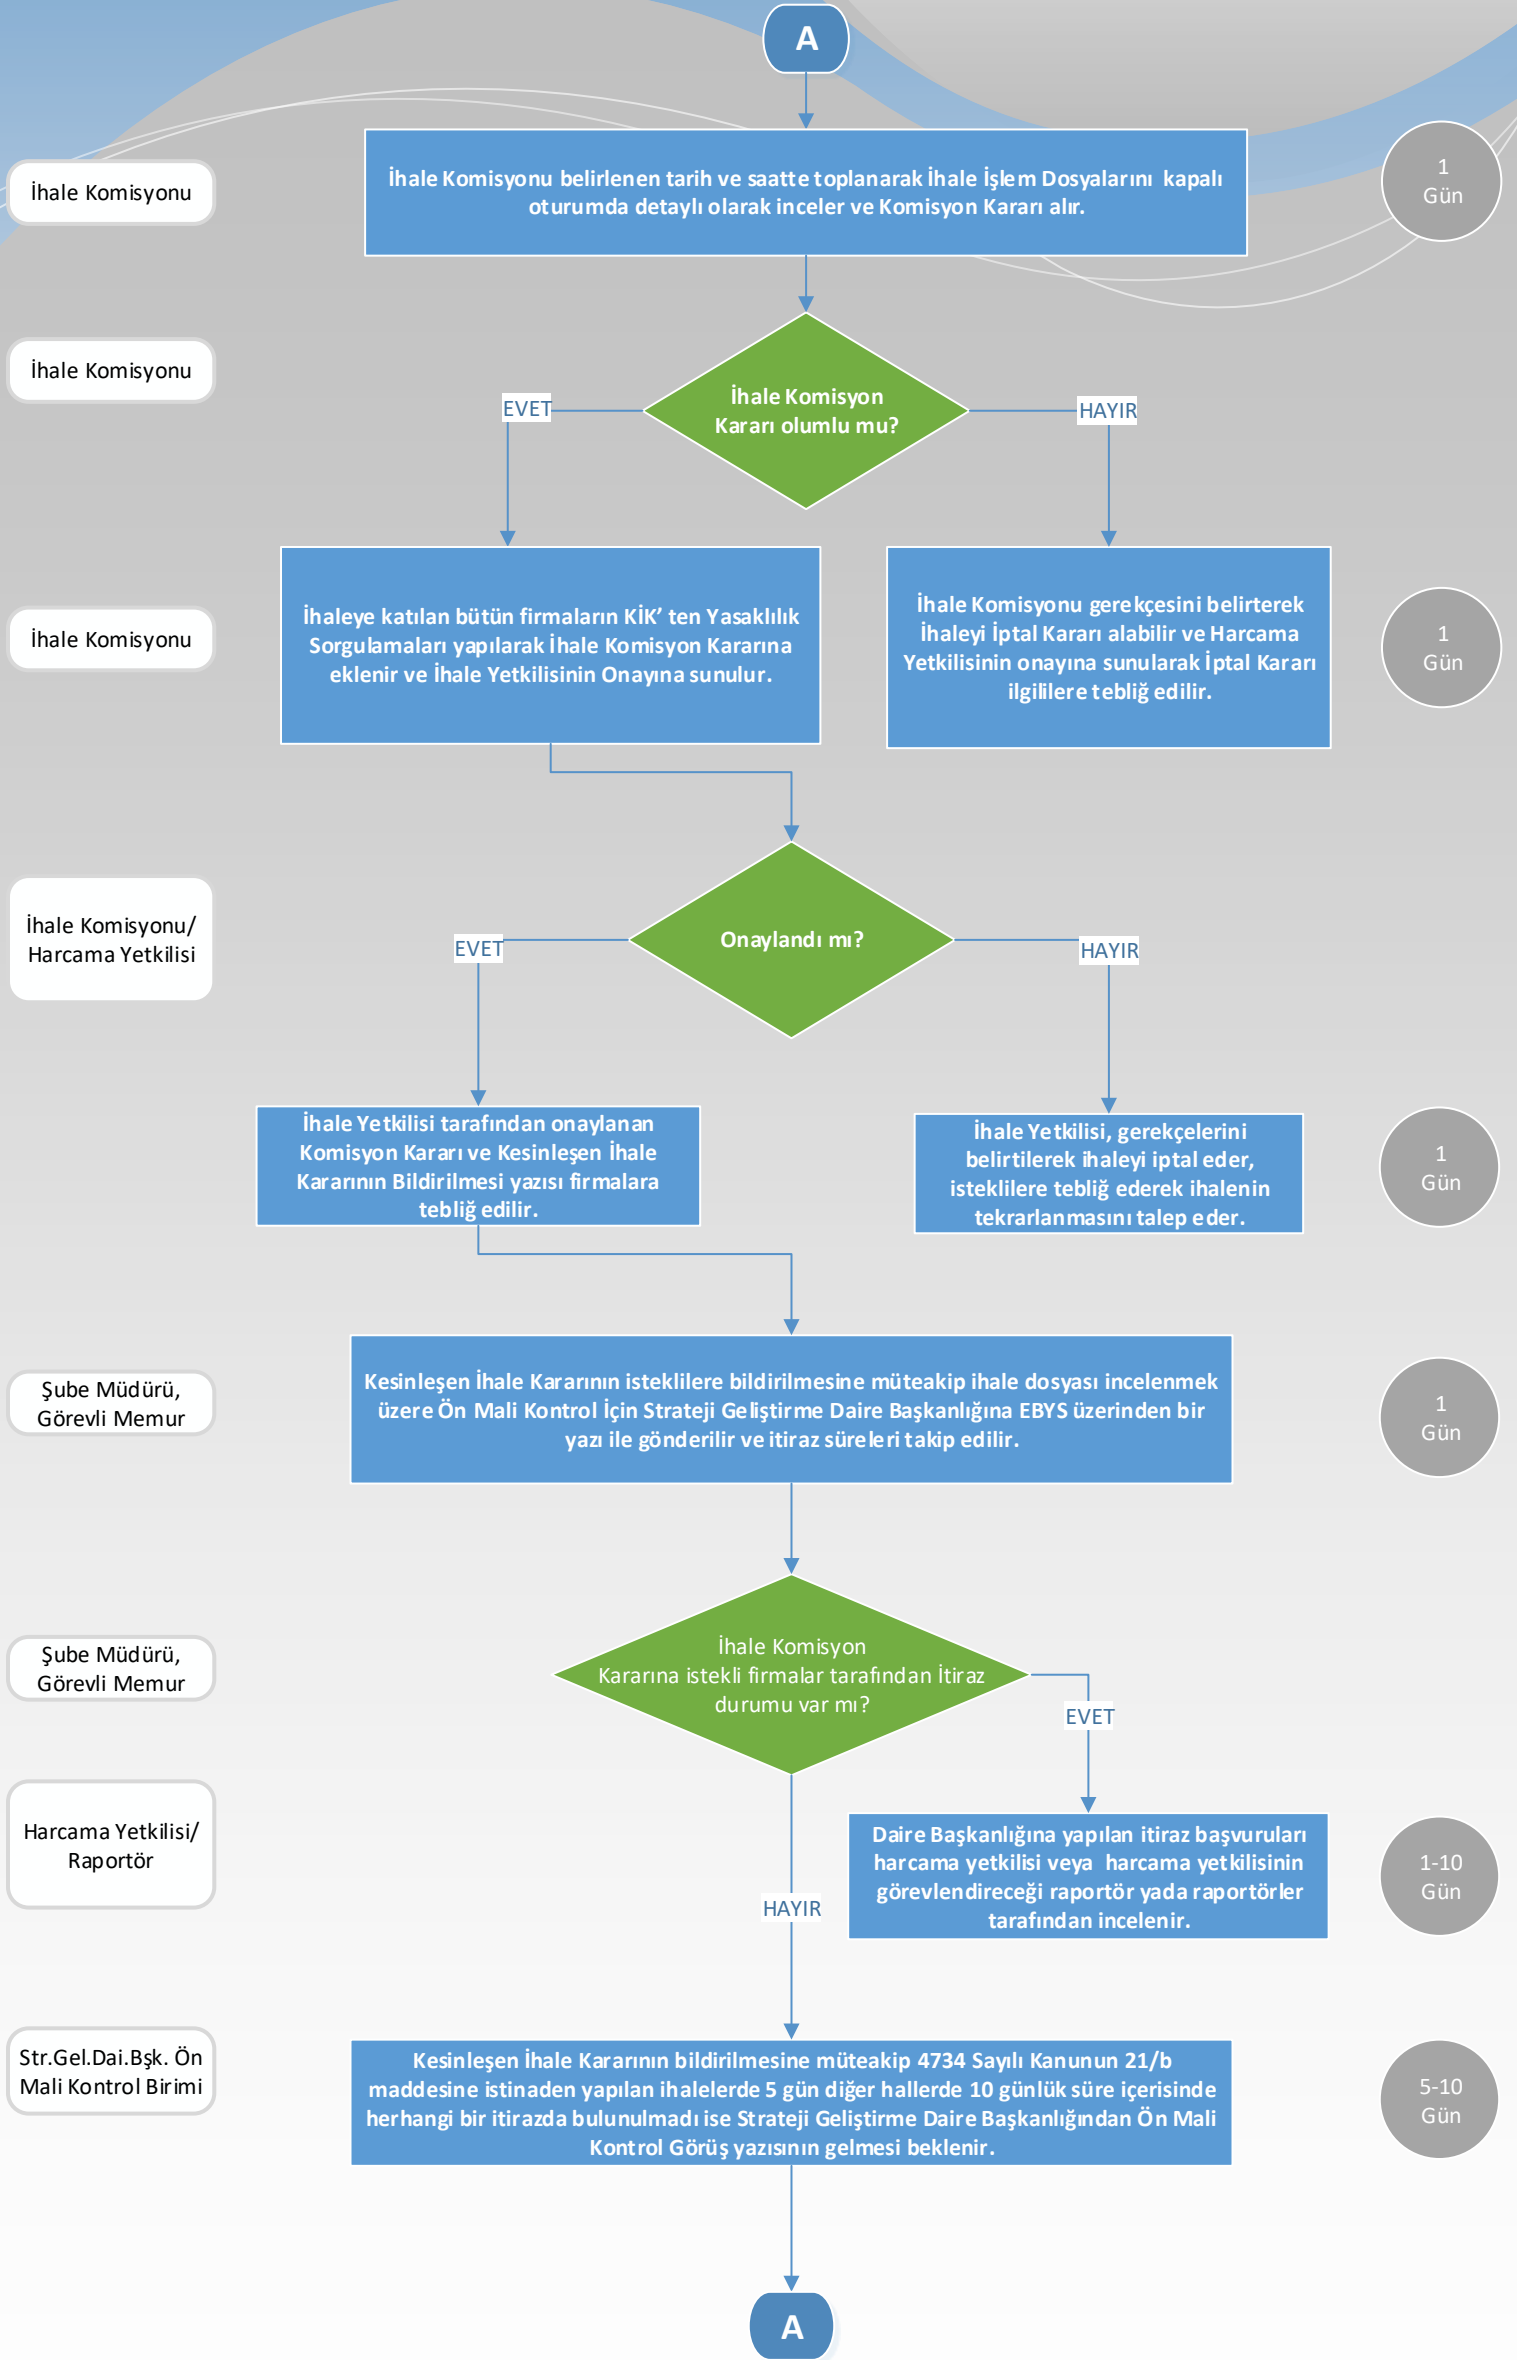 A
İhale Komisyonu
İhale Komisyonu belirlenen tarih ve saatte toplanarak İhale İşlem Dosyalarını kapalı
oturumda detaylı olarak inceler ve Komisyon Kararı alır.
1
Gün
İhale Komisyonu
İhale Komisyon
Kararı olumlu mu?
EVET
HAYIR
İhale Komisyonu
İhaleye katılan bütün firmaların KİK’ ten Yasaklılık
Sorgulamaları yapılarak İhale Komisyon Kararına
eklenir ve İhale Yetkilisinin Onayına sunulur.
İhale Komisyonu gerekçesini belirterek
İhaleyi İptal Kararı alabilir ve Harcama
Yetkilisinin onayına sunularak İptal Kararı
ilgililere tebliğ edilir.
1
Gün
İhale Komisyonu/
Harcama Yetkilisi
Onaylandı mı?
EVET
HAYIR
İhale Yetkilisi tarafından onaylanan
Komisyon Kararı ve Kesinleşen İhale
Kararının Bildirilmesi yazısı firmalara
tebliğ edilir.
İhale Yetkilisi, gerekçelerini
belirtilerek ihaleyi iptal eder,
isteklilere tebliğ ederek ihalenin
tekrarlanmasını talep eder.
1
Gün
Şube Müdürü,
Görevli Memur
Kesinleşen İhale Kararının isteklilere bildirilmesine müteakip ihale dosyası incelenmek
üzere Ön Mali Kontrol İçin Strateji Geliştirme Daire Başkanlığına EBYS üzerinden bir
yazı ile gönderilir ve itiraz süreleri takip edilir.
1
Gün
Şube Müdürü,
Görevli Memur
İhale Komisyon
Kararına istekli firmalar tarafından İtiraz
durumu var mı?
EVET
HAYIR
Harcama Yetkilisi/
Raportör
Daire Başkanlığına yapılan itiraz başvuruları
harcama yetkilisi veya harcama yetkilisinin
görevlendireceği raportör yada raportörler
tarafından incelenir.
1-10
Gün
Str.Gel.Dai.Bşk. Ön
Mali Kontrol Birimi
Kesinleşen İhale Kararının bildirilmesine müteakip 4734 Sayılı Kanunun 21/b
maddesine istinaden yapılan ihalelerde 5 gün diğer hallerde 10 günlük süre içerisinde
herhangi bir itirazda bulunulmadı ise Strateji Geliştirme Daire Başkanlığından Ön Mali
Kontrol Görüş yazısının gelmesi beklenir.
5-10
Gün
A